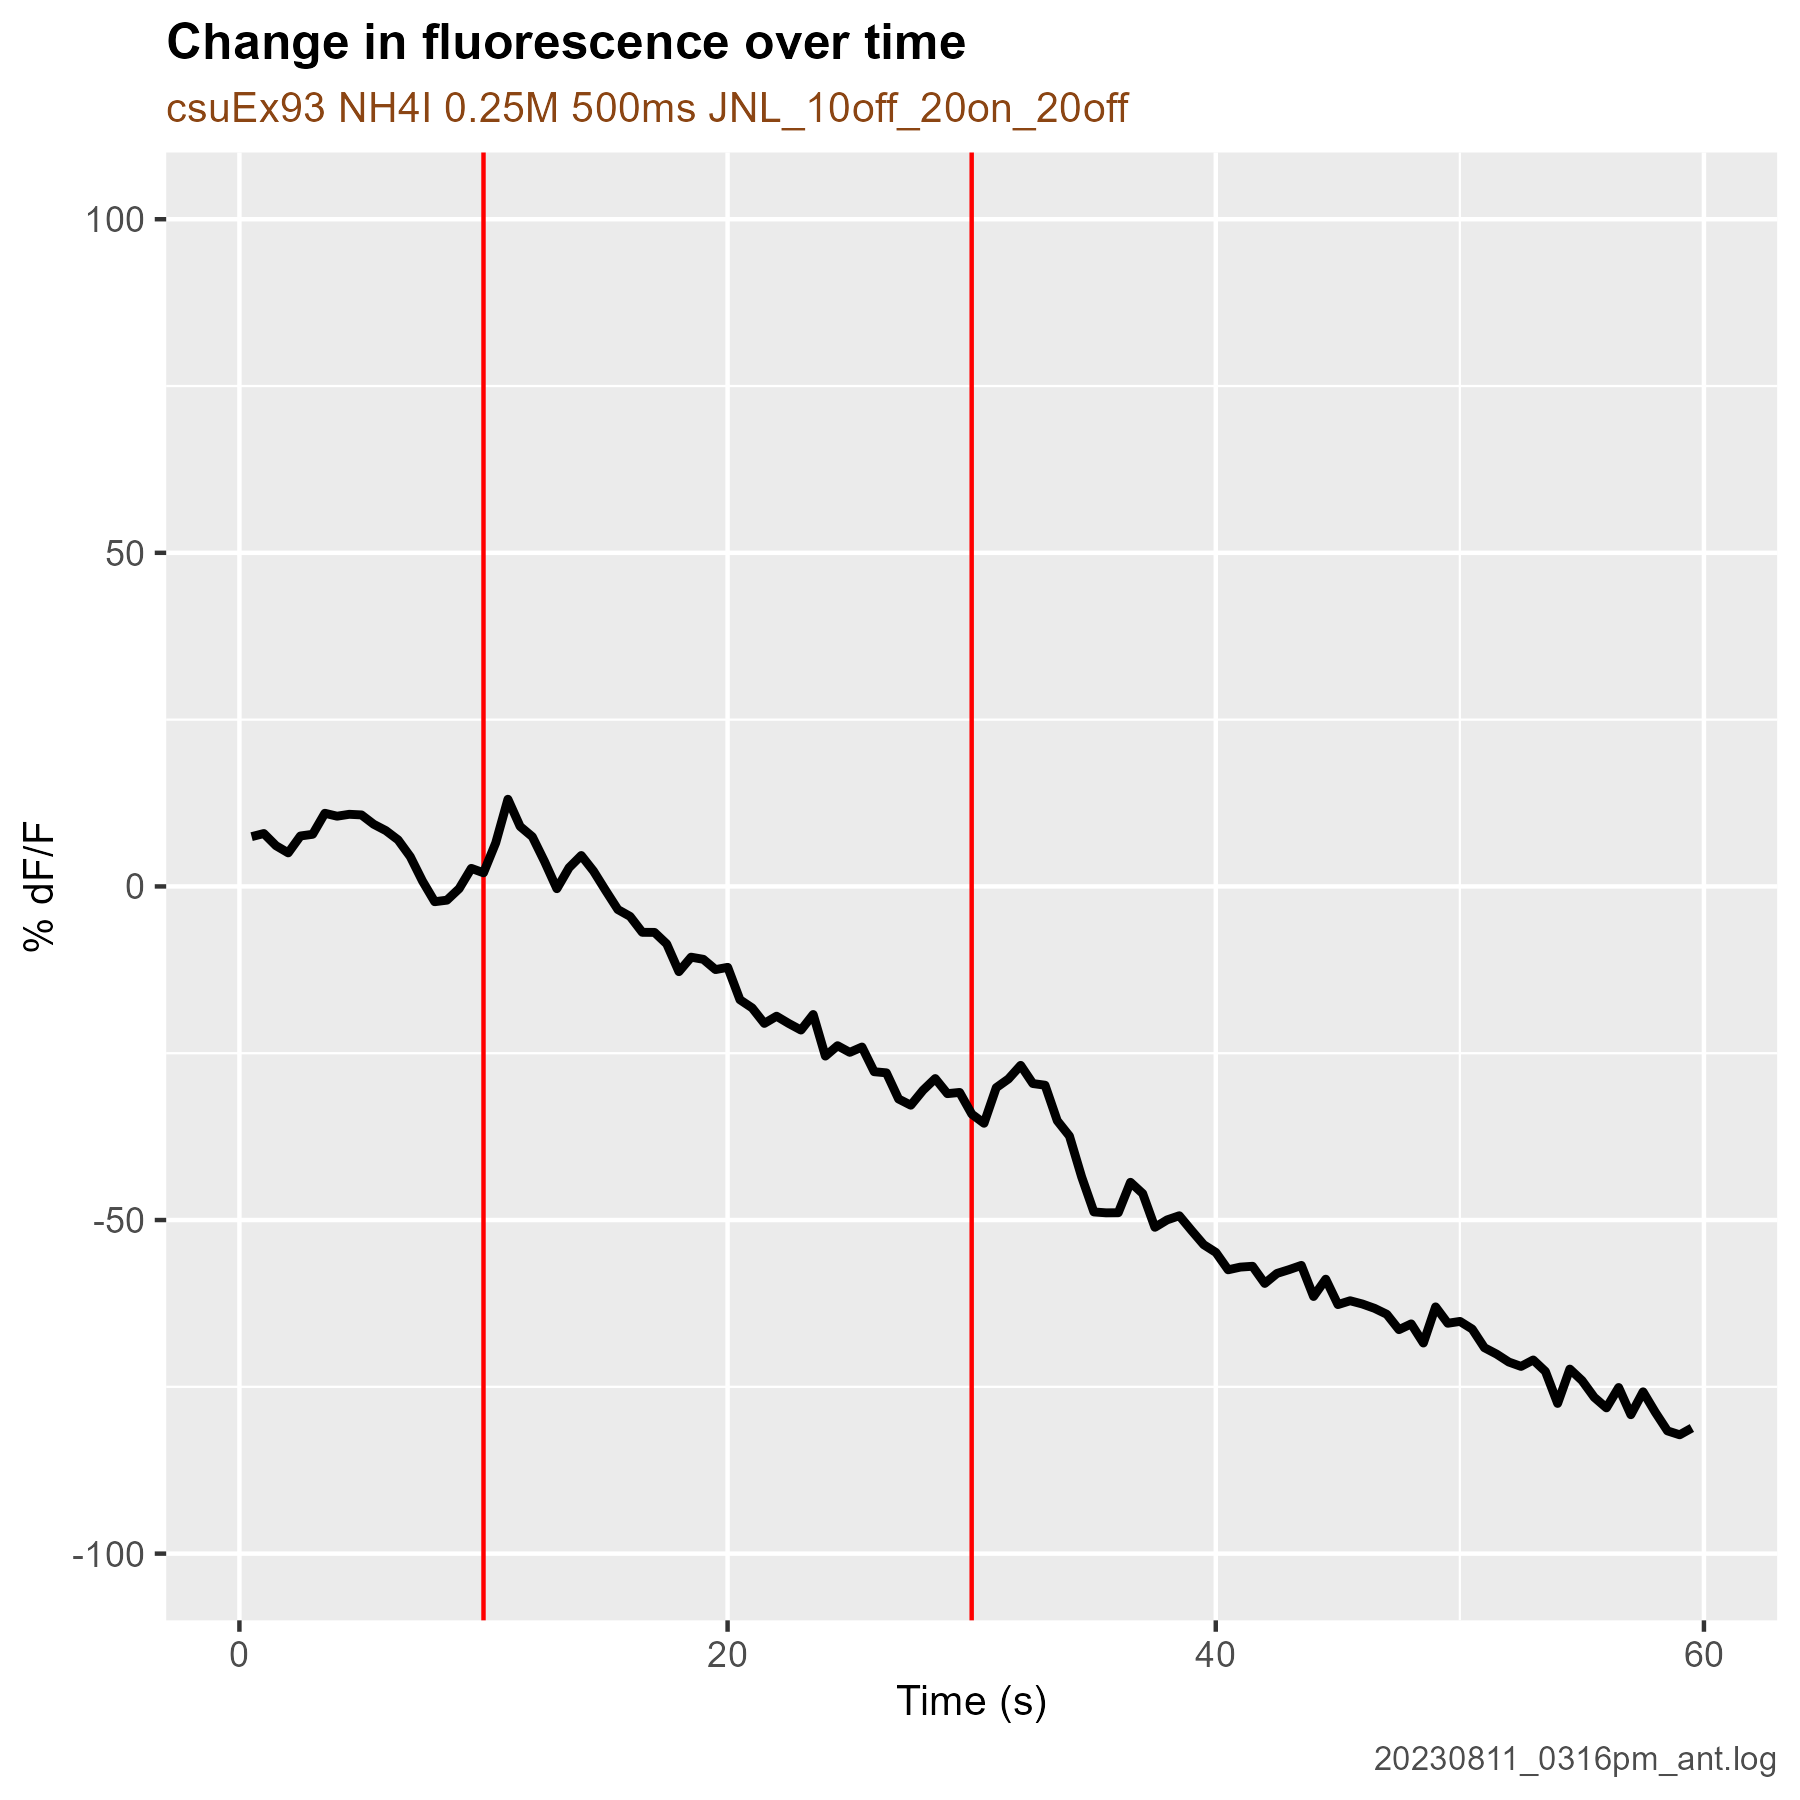 Change in fluorescence over time
csuEx93 NH4I 0.25M 500ms JNL_10off_20on_20off
100
50
0
-50
-100
% dF/F
0 20 40 60
Time (s)
20230811_0316pm_ant.log